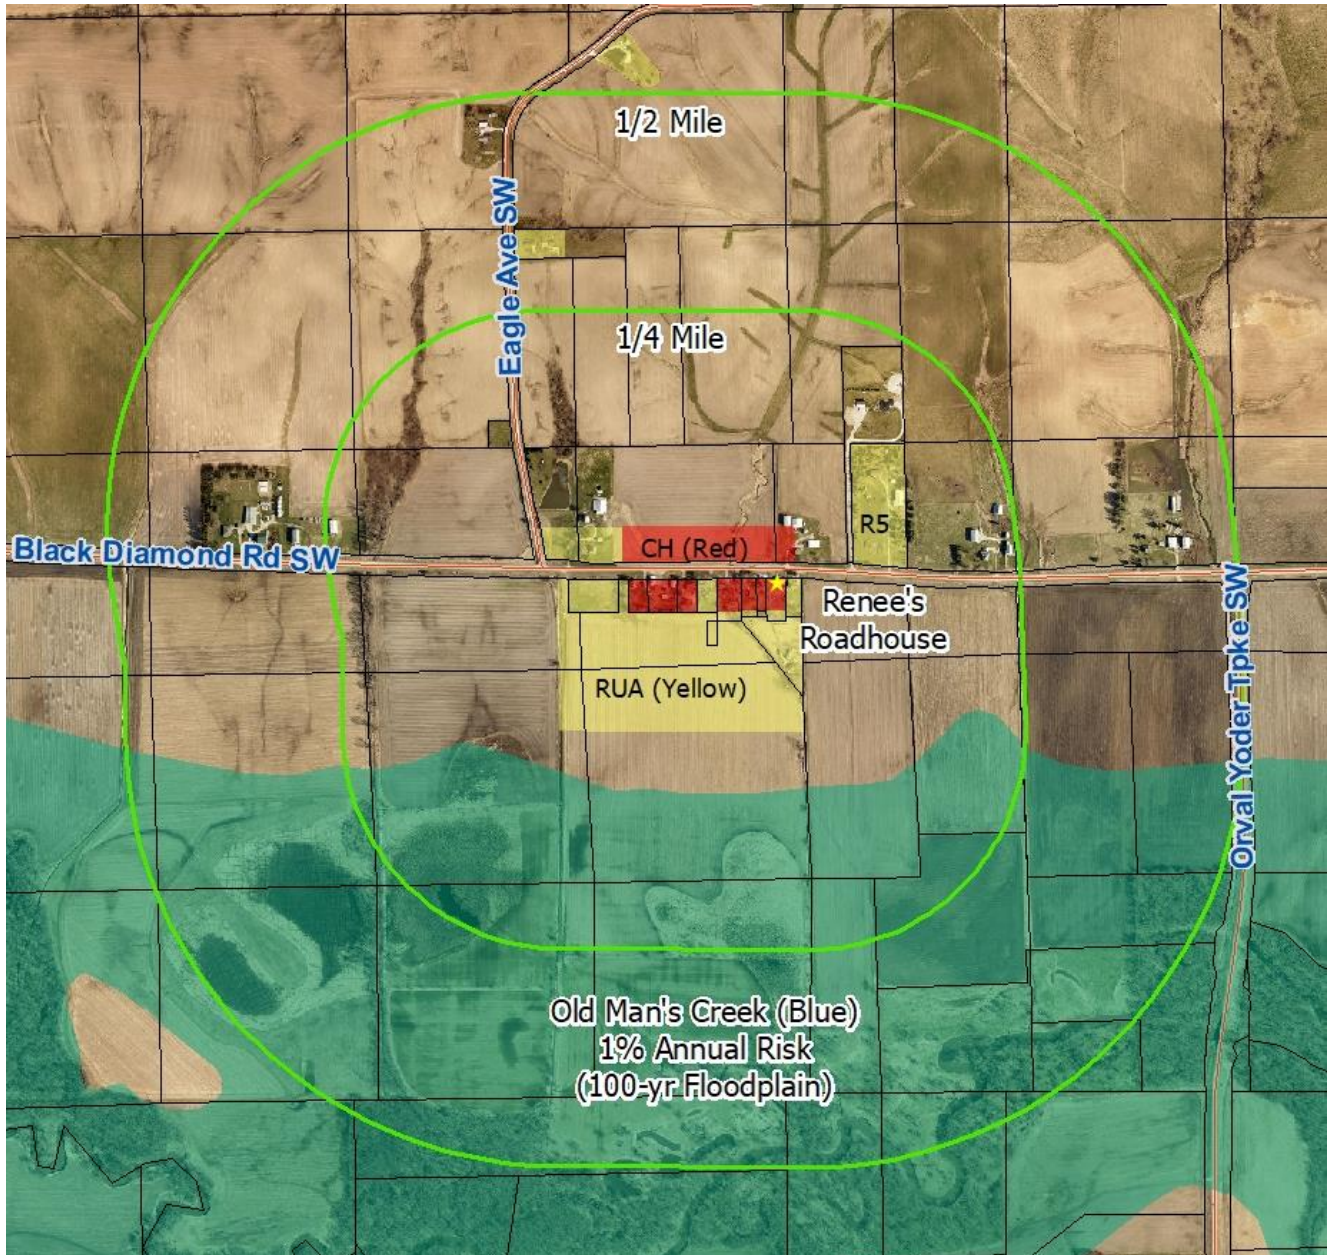 1/2 Mile
Eagle Ave SW
1/4 Mile
R5
CH (Red)
Black Diamond Rd SW
Renee's
Roadhouse
RUA (Yellow)
Orval Yoder Tpke SW
Old Man's Creek (Blue)
1% Annual Risk
(100-yr Floodplain)